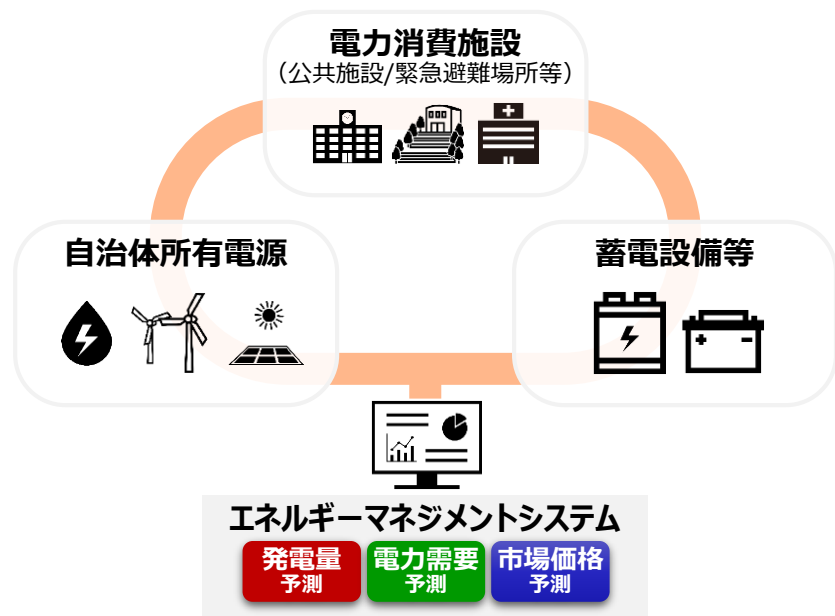 電力消費施設
（公共施設/緊急避難場所等）
自治体所有電源
蓄電設備等
エネルギーマネジメントシステム
発電量
予測
電力需要
予測
市場価格
予測